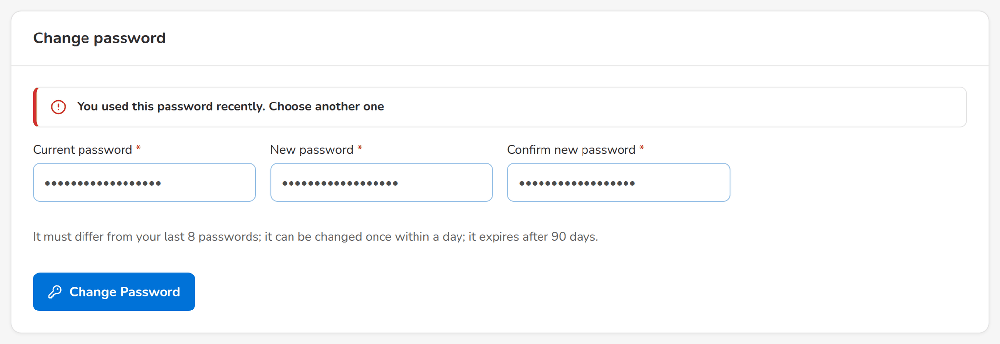 Change password
You used this password recently. Choose another one
Current password *
New password *
Confirm new password *
••••••••••••••••••
••••••••••••••••••
••••••••••••••••••
It must differ from your last 8 passwords; it can be changed once within a day; it expires after 90 days.
Change Password